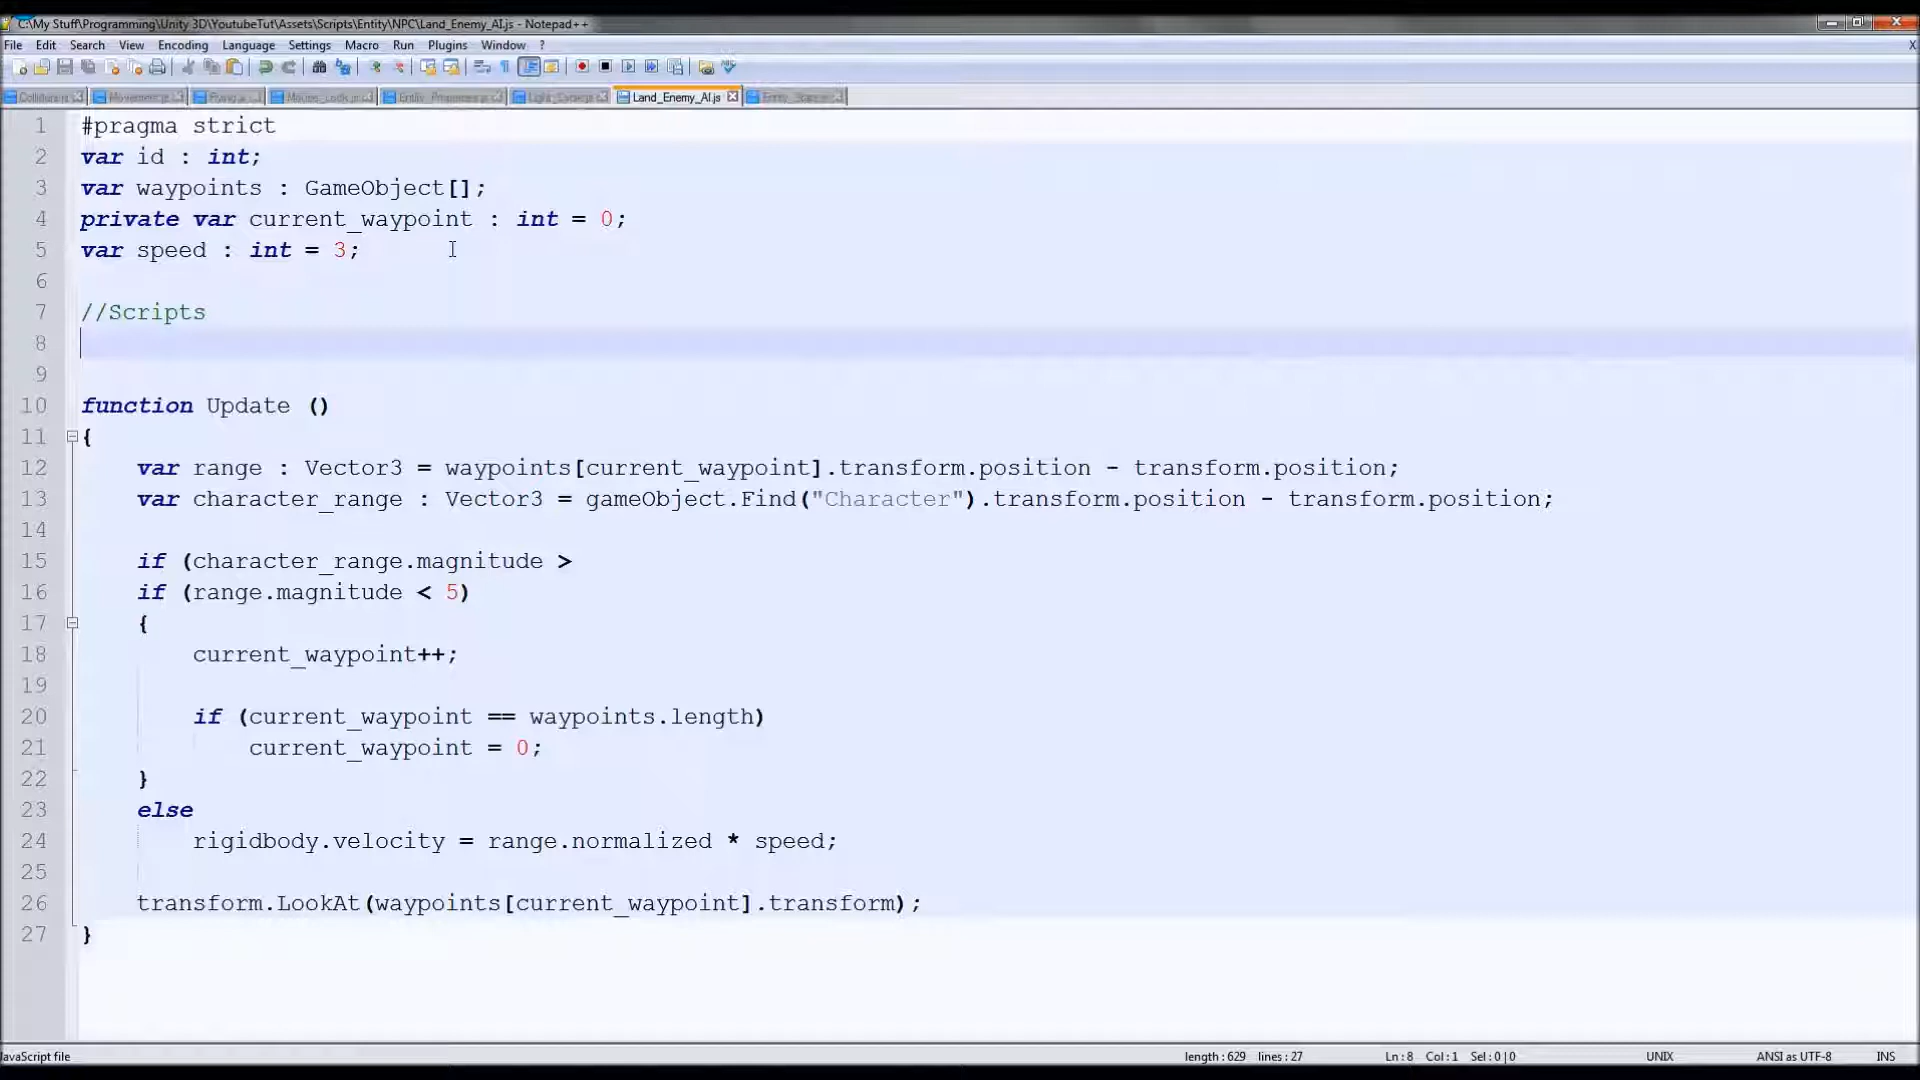 C:\My Stuff\Programming\Unity 3D\YoutubeTut\Assets\Scripts\Entity\NPC\Land_Enemy_AI.js - Notepad++
File Edit Search View Encoding Language Settings Macro Run Plugins Window ? X
Land_Enemy_AI.js
1 #pragma strict
2 var id : int;
3 var waypoints : GameObject[];
4 private var current_waypoint : int = 0;
5 var speed : int = 3;
6
7 //Scripts
8
9
10 function Update ()
11 {
12 var range : Vector3 = waypoints[current_waypoint].transform.position - transform.position;
13 var character_range : Vector3 = gameObject.Find("Character").transform.position - transform.position;
14
15 if (character_range.magnitude >
16 if (range.magnitude < 5)
17 {
18 current_waypoint++;
19
20 if (current_waypoint == waypoints.length)
21 current_waypoint = 0;
22 }
23 else
24 rigidbody.velocity = range.normalized * speed;
25
26 transform.LookAt(waypoints[current_waypoint].transform);
27 }
JavaScript file length : 629 lines : 27 Ln : 8 Col : 1 Sel : 0 | 0 UNIX ANSI as UTF-8 INS